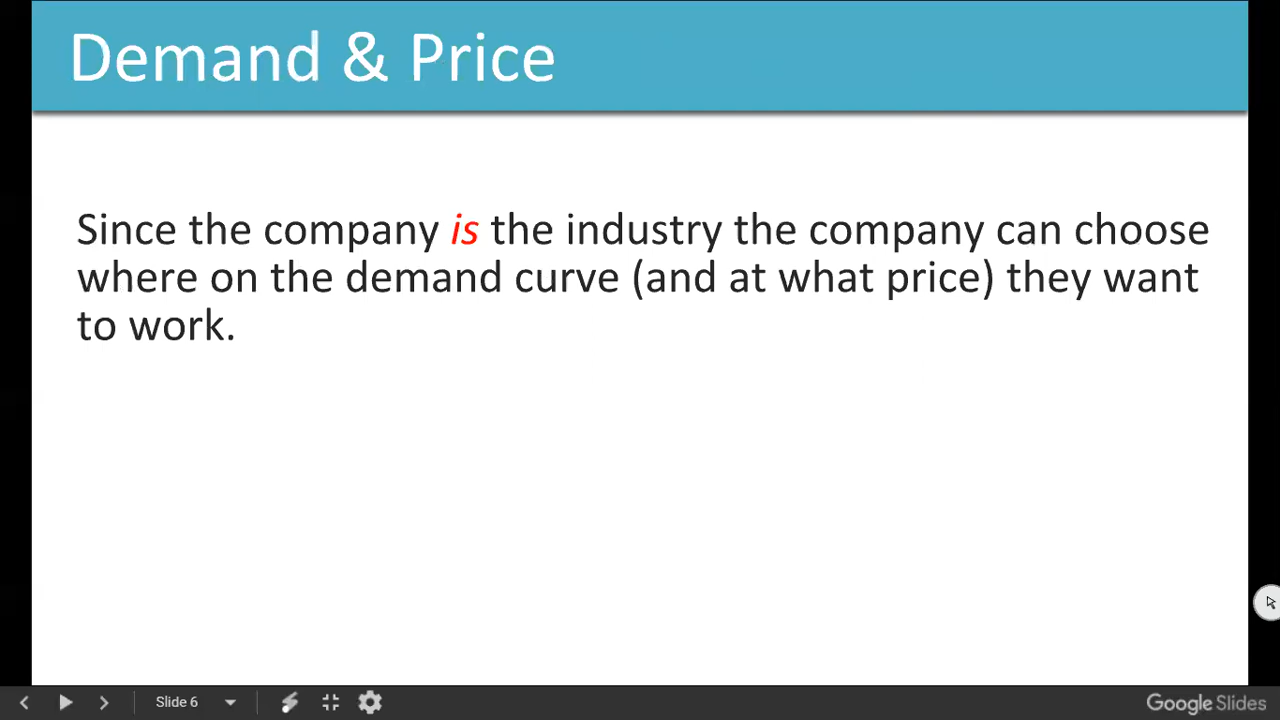 Demand & Price
Since the company is the industry the company can choose
where on the demand curve (and at what price) they want
to work.
Slide 6
Google Slides